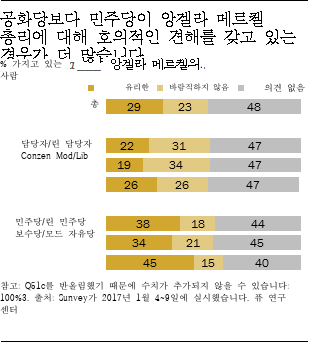 공화당보다 민주당이 앙겔라 메르켈
총리에 대해 호의적인 견해를 갖고 있는
경우가 더 많습니다
% 가지고 있는 앙겔라 메르켈의..
사람
유리한 바람직하지 않음 의견 없음
총 29 23 48
담당자/린 담당자 22 31 47
Conzen Mod/Lib 19 34 47
26 26 47
민주당/린 민주당 38 18 44
보수당/모드 자유당 34 21 45
45 15 40
참고: Q51c를 반올림했기 때문에 수치가 추가되지 않을 수 있습니다:
100%3. 출처: Survey가 2017년 1월 4~9일에 실시했습니다. 퓨 연구
센터